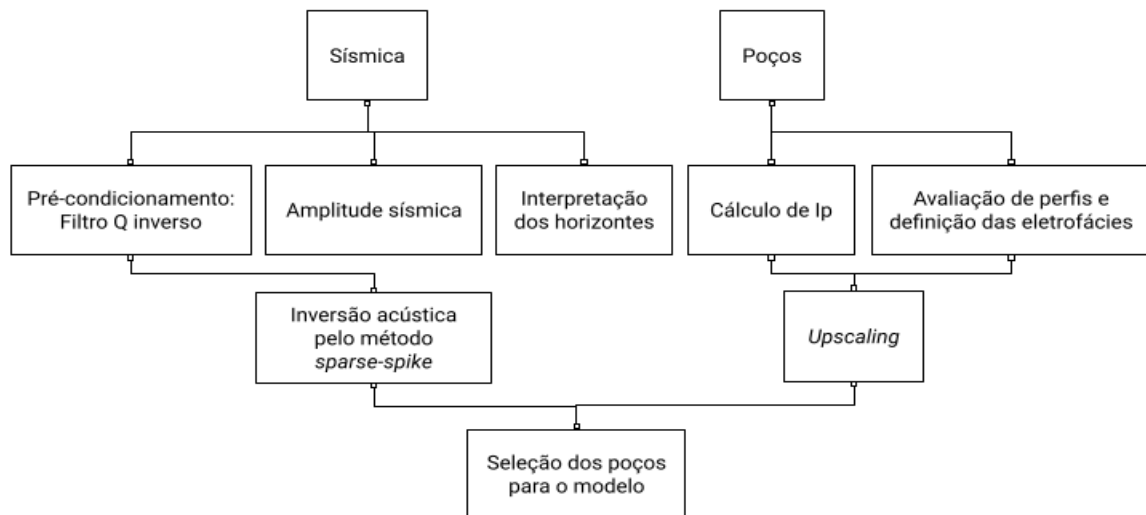 Sísmica
Poços
Pré-condicionamento:
Filtro Q inverso
Amplitude sísmica
Interpretação
dos horizontes
Cálculo de Ip
Avaliação de perfis e
definição das eletrofácies
Inversão acústica
pelo método
sparse-spike
Upscaling
Seleção dos poços
para o modelo